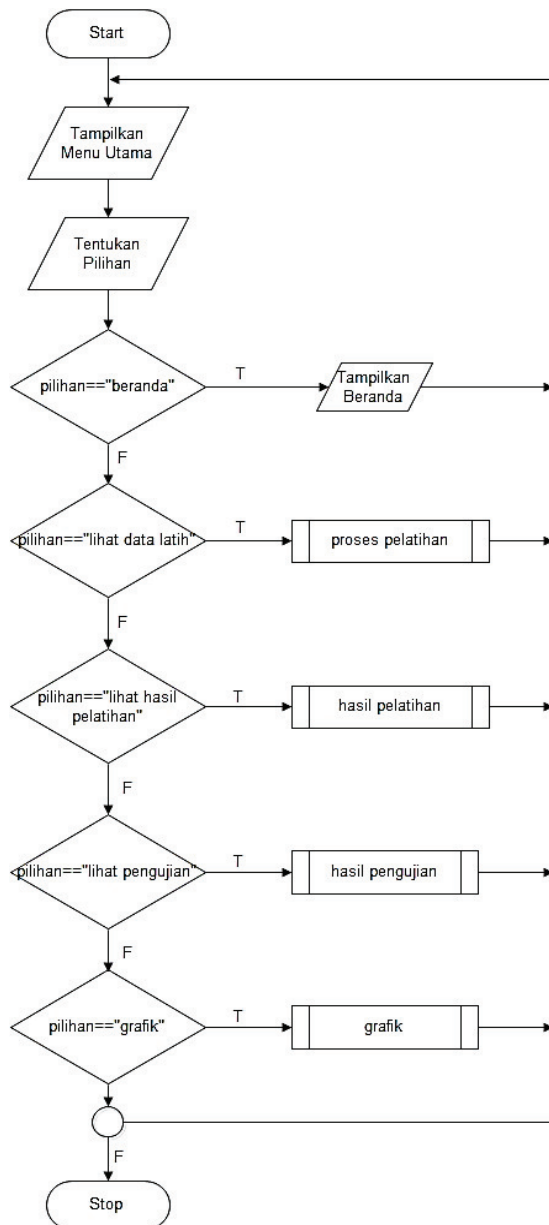 Start
Tampilkan
Menu Utama
Tentukan
Pilihan
pilihan=="beranda"
T
Tampilkan
Beranda
F
pilihan=="lihat data latih"
T
proses pelatihan
F
pilihan=="lihat hasil
pelatihan"
T
hasil pelatihan
F
pilihan=="lihat pengujian"
T
hasil pengujian
F
pilihan=="grafik"
T
grafik
F
Stop